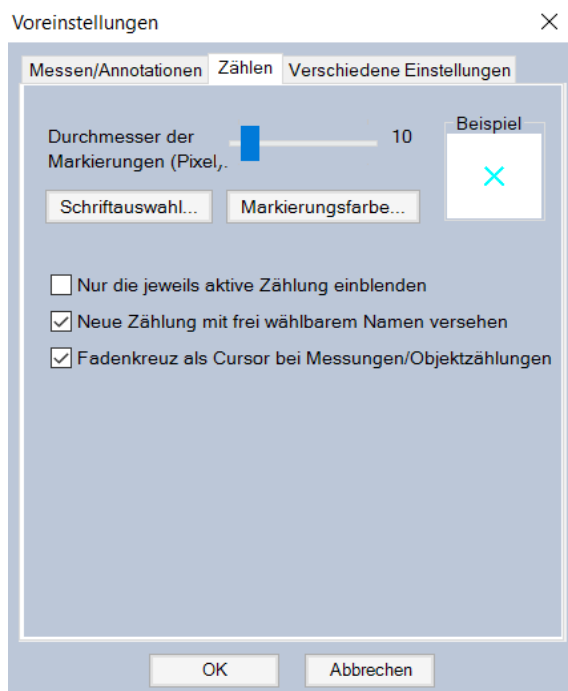 Voreinstellungen
Messen/Annotationen Zählen Verschiedene Einstellungen
Durchmesser der
Markierungen (Pixel,.
10
Beispiel
Schriftauswahl... Markierungsfarbe...
Nur die jeweils aktive Zählung einblenden
Neue Zählung mit frei wählbarem Namen versehen
Fadenkreuz als Cursor bei Messungen/Objektzählungen
OK Abbrechen